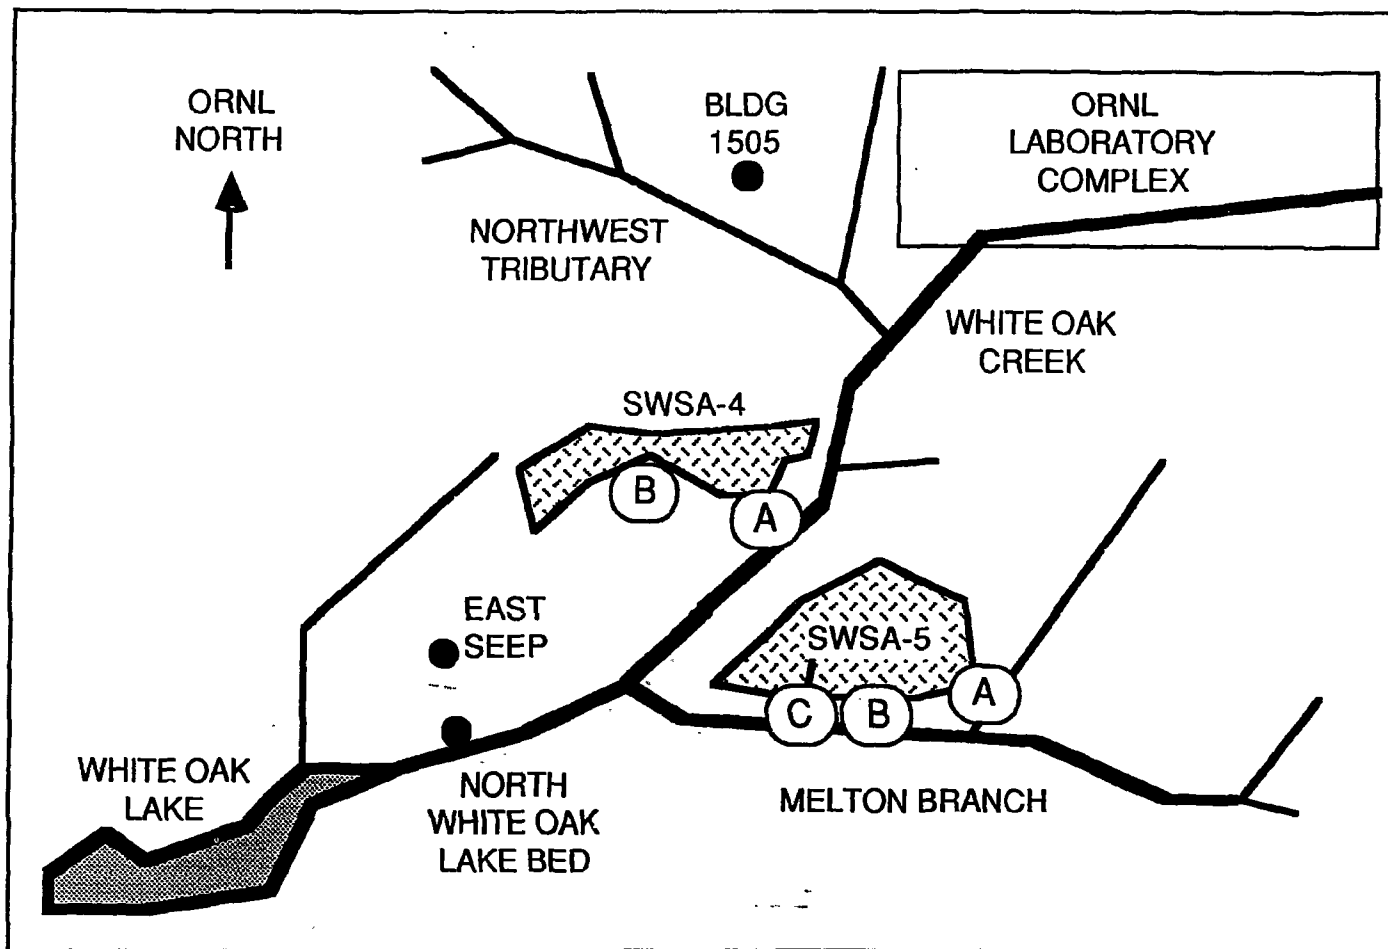 ORNL
NORTH
BLDG
1505
ORNL
LABORATORY
COMPLEX
NORTHWEST
TRIBUTARY
WHITE OAK
CREEK
SWSA-4
B
A
EAST
SEEP
SWSA-5
A
C
B
WHITE OAK
LAKE
NORTH
WHITE OAK
LAKE BED
MELTON BRANCH